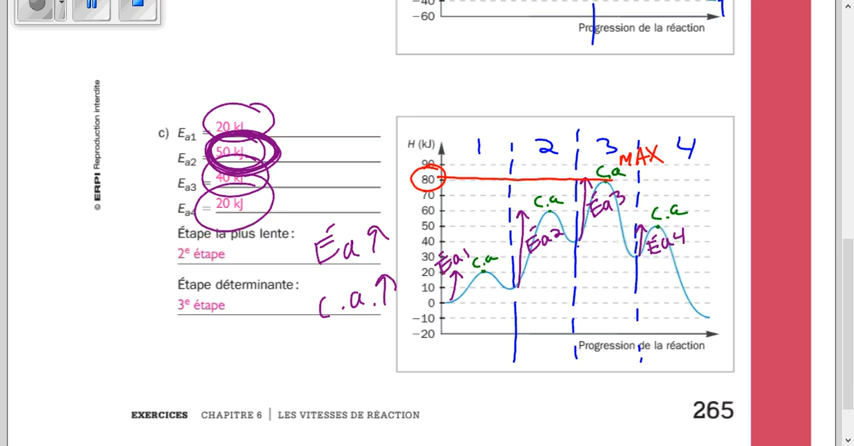 -40
-60
Progression de la réaction
© ERPI Reproduction interdite
c) Ea1 = 20 kJ
Ea2 = 50 kJ
Ea3 = 40 kJ
Ea4 = 20 kJ
Étape la plus lente :
2e étape
Éa ↑
Étape déterminante :
3e étape
c.a. ↑
H (kJ)
1 2 3 4
MAX
90
80
70
60
50
40
30
20
10
0
-10
-20
Éa1 c.a
Éa2 c.a
Éa3 c.a
Éa4 c.a
Progression de la réaction
EXERCICES CHAPITRE 6 | LES VITESSES DE RÉACTION
265